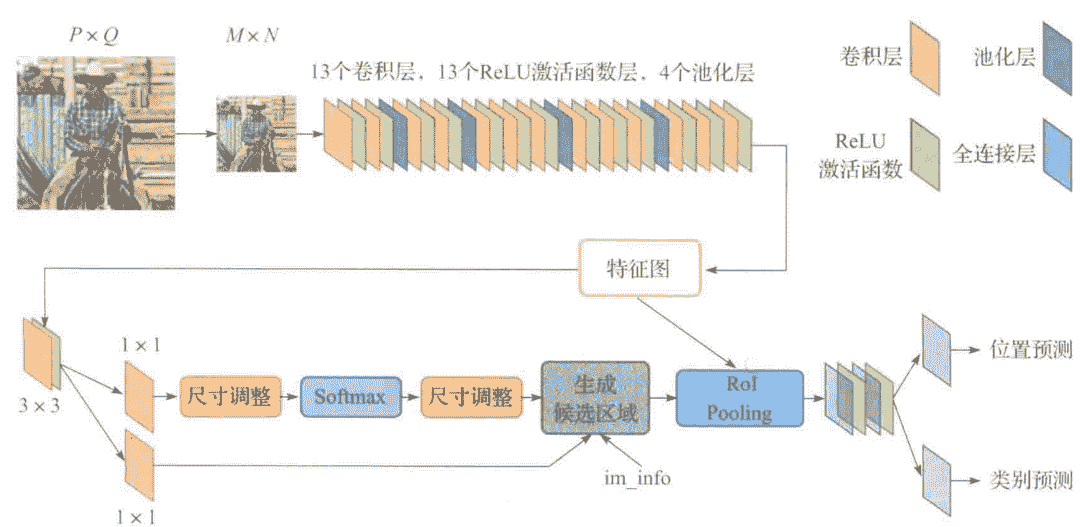 P×Q
M×N
13个卷积层，13个ReLU激活函数层，4个池化层
卷积层
池化层
ReLU
激活函数
全连接层
特征图
3×3
1×1
尺寸调整
Softmax
尺寸调整
生成
候选区域
RoI
Pooling
位置预测
1×1
im_info
类别预测